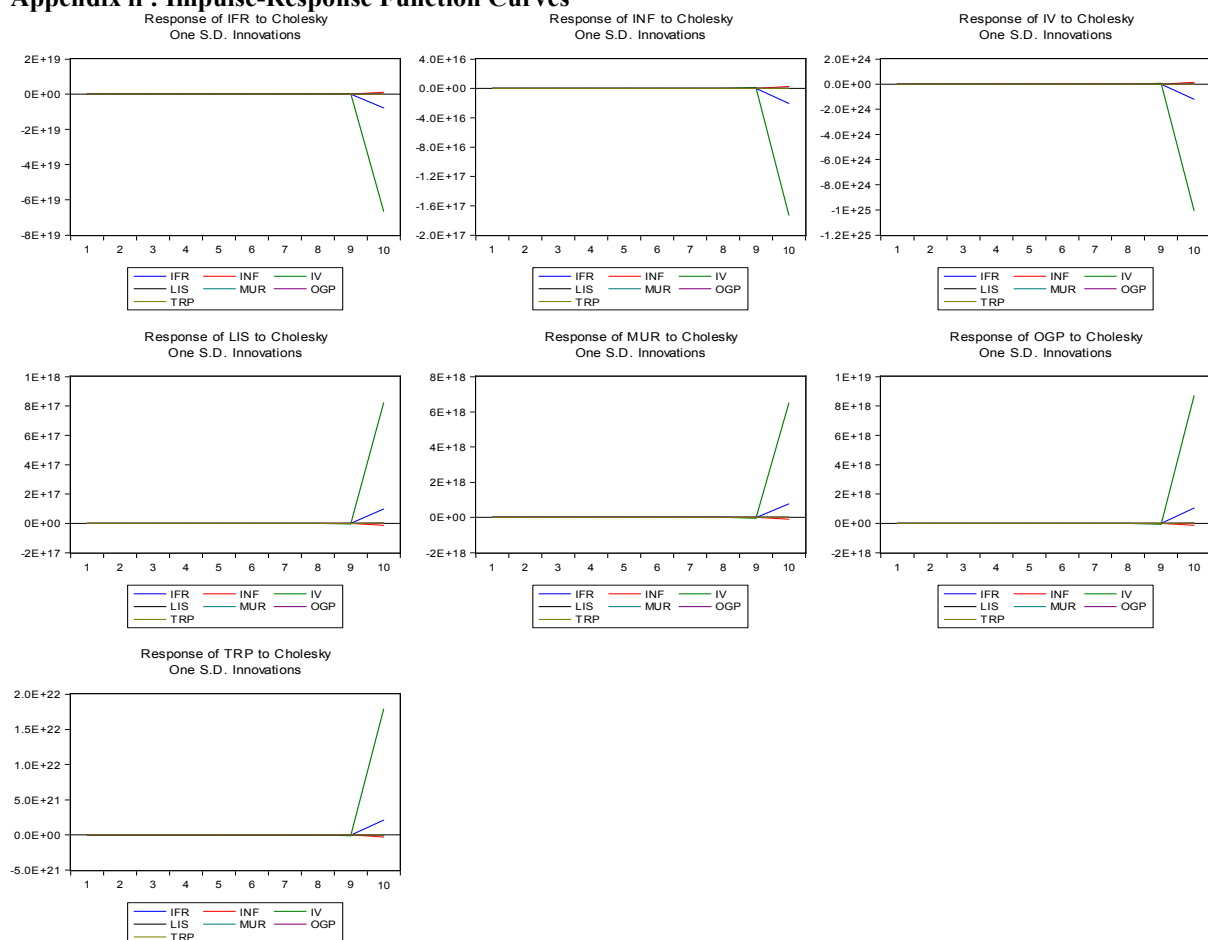 Appendix ii : Impulse-Response Function Curves
Response of IFR to Cholesky
One S.D. Innovations
2E+19
0E+00
-2E+19
-4E+19
-6E+19
-8E+19
1 2 3 4 5 6 7 8 9 10
IFR INF IV
LIS MUR OGP
TRP
Response of INF to Cholesky
One S.D. Innovations
4.0E+16
0.0E+00
-4.0E+16
-8.0E+16
-1.2E+17
-1.6E+17
-2.0E+17
1 2 3 4 5 6 7 8 9 10
IFR INF IV
LIS MUR OGP
TRP
Response of IV to Cholesky
One S.D. Innovations
2.0E+24
0.0E+00
-2.0E+24
-4.0E+24
-6.0E+24
-8.0E+24
-1E+25
-1.2E+25
1 2 3 4 5 6 7 8 9 10
IFR INF IV
LIS MUR OGP
TRP
Response of LIS to Cholesky
One S.D. Innovations
1E+18
8E+17
6E+17
4E+17
2E+17
0E+00
-2E+17
1 2 3 4 5 6 7 8 9 10
IFR INF IV
LIS MUR OGP
TRP
Response of MUR to Cholesky
One S.D. Innovations
8E+18
6E+18
4E+18
2E+18
0E+00
-2E+18
1 2 3 4 5 6 7 8 9 10
IFR INF IV
LIS MUR OGP
TRP
Response of OGP to Cholesky
One S.D. Innovations
1E+19
8E+18
6E+18
4E+18
2E+18
0E+00
-2E+18
1 2 3 4 5 6 7 8 9 10
IFR INF IV
LIS MUR OGP
TRP
Response of TRP to Cholesky
One S.D. Innovations
2.0E+22
1.5E+22
1.0E+22
5.0E+21
0.0E+00
-5.0E+21
1 2 3 4 5 6 7 8 9 10
IFR INF IV
LIS MUR OGP
TRP